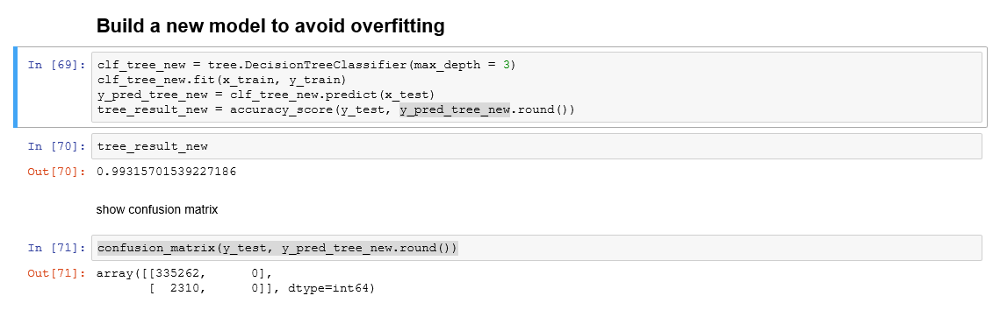 Build a new model to avoid overfitting
In [69]: clf_tree_new = tree.DecisionTreeClassifier(max_depth = 3)
clf_tree_new.fit(x_train, y_train)
y_pred_tree_new = clf_tree_new.predict(x_test)
tree_result_new = accuracy_score(y_test, y_pred_tree_new.round())
In [70]: tree_result_new
Out[70]: 0.99315701539227186
show confusion matrix
In [71]: confusion_matrix(y_test, y_pred_tree_new.round())
Out[71]: array([[335262,      0],
[  2310,      0]], dtype=int64)